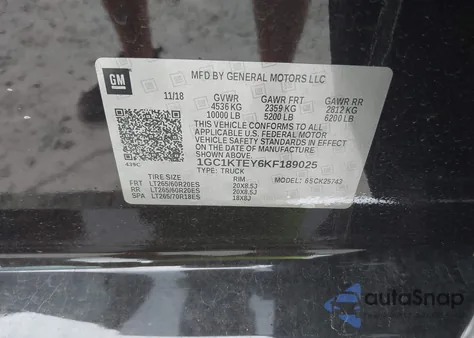 GM
MFD BY GENERAL MOTORS LLC
11/18
GVWR GAWR FRT GAWR RR
4536 KG 2359 KG 2812 KG
10000 LB 5200 LB 6200 LB
THIS VEHICLE CONFORMS TO ALL APPLICABLE U.S.
FEDERAL MOTOR VEHICLE SAFETY STANDARDS IN
EFFECT ON THE DATE OF MANUFACTURE SHOWN ABOVE.
1GC1KTEY6KF189025
TYPE: TRUCK MODEL:
TIRE SIZE RIM
FRT LT265/60R20ES 20X8.5J
RR LT265/60R20ES 20X8.5J
SPA LT265/70R18ES 18X8J
autoSnap